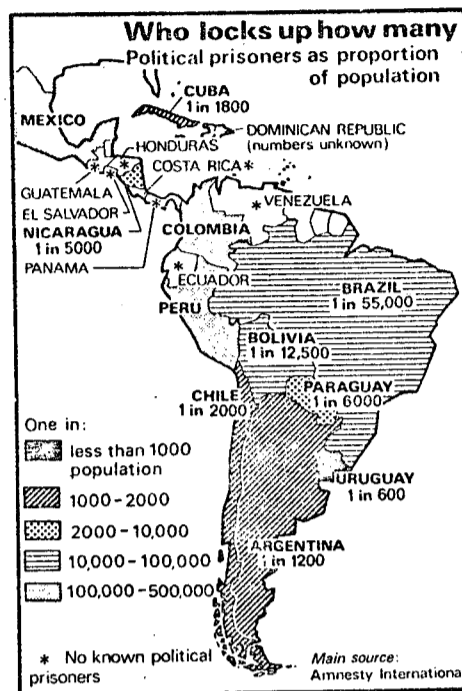 Who locks up how many
Political prisoners as proportion
of population
CUBA
1 in 1800
MEXICO
DOMINICAN REPUBLIC
(numbers unknown)
HONDURAS
COSTA RICA *
GUATEMALA
EL SALVADOR
NICARAGUA
1 in 5000
PANAMA
* VENEZUELA
COLOMBIA
*
ECUADOR
PERU
BRAZIL
1 in 55,000
BOLIVIA
1 in 12,500
PARAGUAY
1 in 6000
CHILE
1 in 2000
URUGUAY
1 in 600
ARGENTINA
1 in 1200
One in:
less than 1000
population
1000-2000
2000-10,000
10,000-100,000
100,000-500,000
* No known political
prisoners
Main source:
Amnesty Internationa